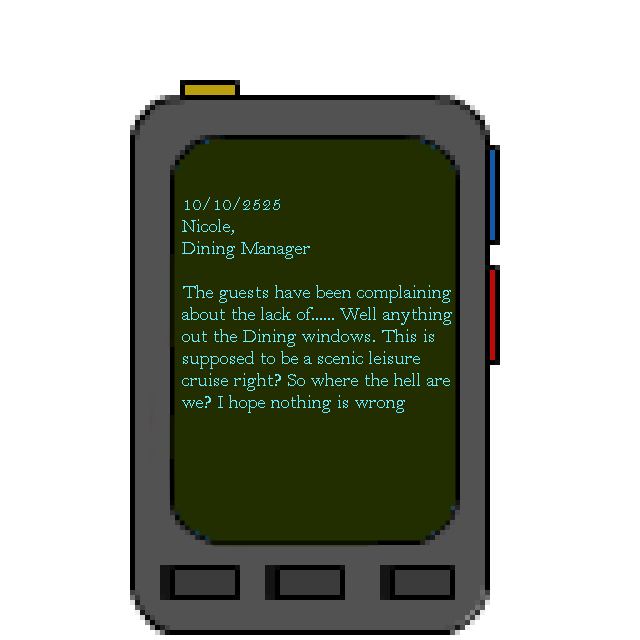 10/10/2525
Nicole,
Dining Manager
The guests have been complaining
about the lack of...... Well anything
out the Dining windows. This is
supposed to be a scenic leisure
cruise right? So where the hell are
we? I hope nothing is wrong